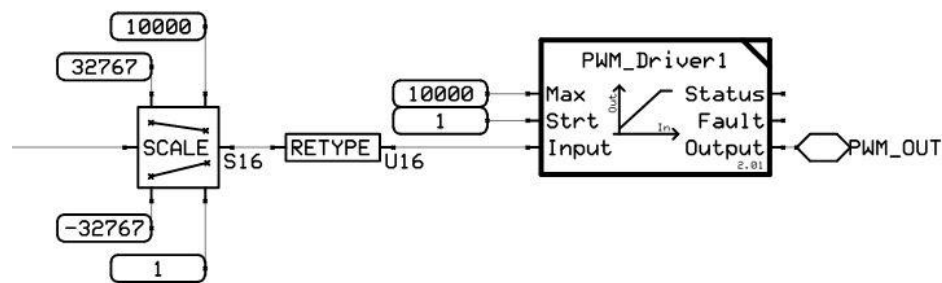 10000
32767
SCALE
S16
-32767
1
RETYPE
U16
10000
1
PWM_Driver1
Max
Strt
Input
Out
In
Status
Fault
Output
2.01
PWM_OUT